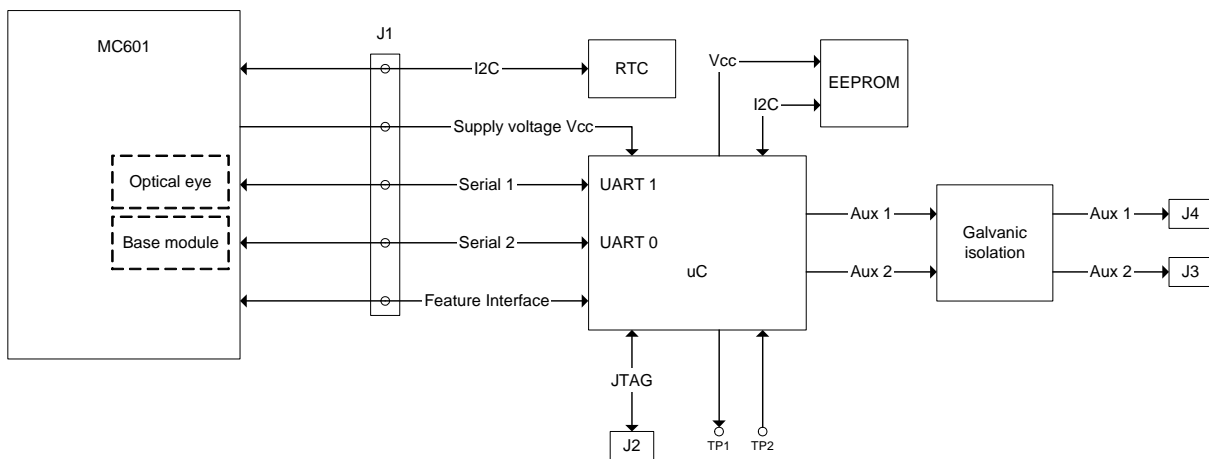 MC601
J1
I2C
RTC
Vcc
EEPROM
I2C
Supply voltage Vcc
Optical eye
Serial 1
UART 1
Base module
Serial 2
UART 0
uC
Feature Interface
Aux 1
Aux 2
Galvanic
isolation
Aux 1
J4
Aux 2
J3
JTAG
J2
TP1
TP2